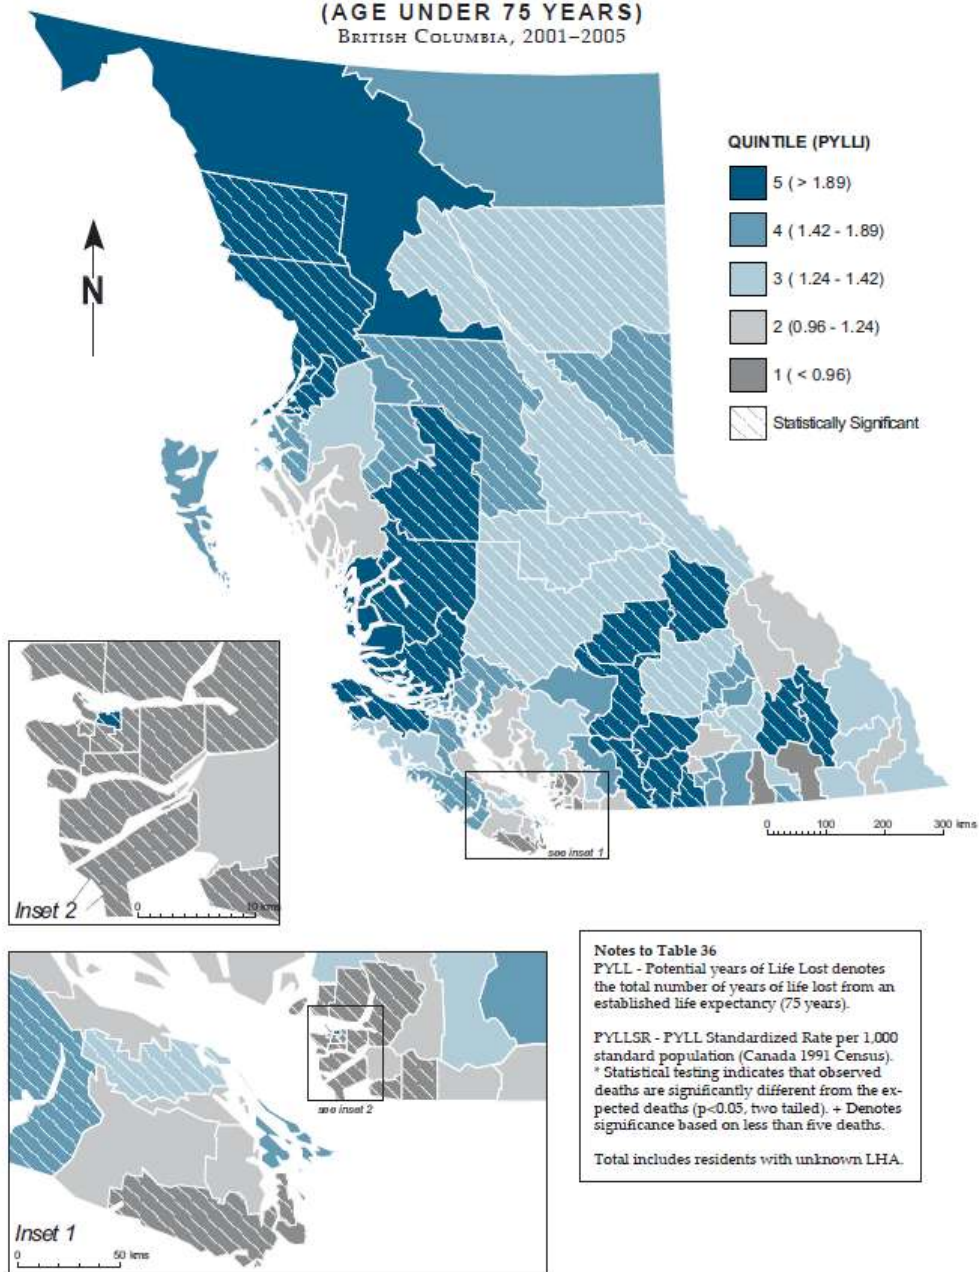 (AGE UNDER 75 YEARS)
BRITISH COLUMBIA, 2001–2005
QUINTILE (PYLLI)
5 ( > 1.89)
4 ( 1.42 - 1.89)
3 ( 1.24 - 1.42)
2 (0.96 - 1.24)
1 ( < 0.96)
Statistically Significant
N
0 100 200 300 kms
see inset 1
Inset 2
0 10 kms
Notes to Table 36
PYLL - Potential years of Life Lost denotes
the total number of years of life lost from an
established life expectancy (75 years).
PYLLSR - PYLL Standardized Rate per 1,000
standard population (Canada 1991 Census).
* Statistical testing indicates that observed
deaths are significantly different from the ex-
pected deaths (p<0.05, two tailed). + Denotes
significance based on less than five deaths.
Total includes residents with unknown LHA.
see inset 2
Inset 1
0 50 kms